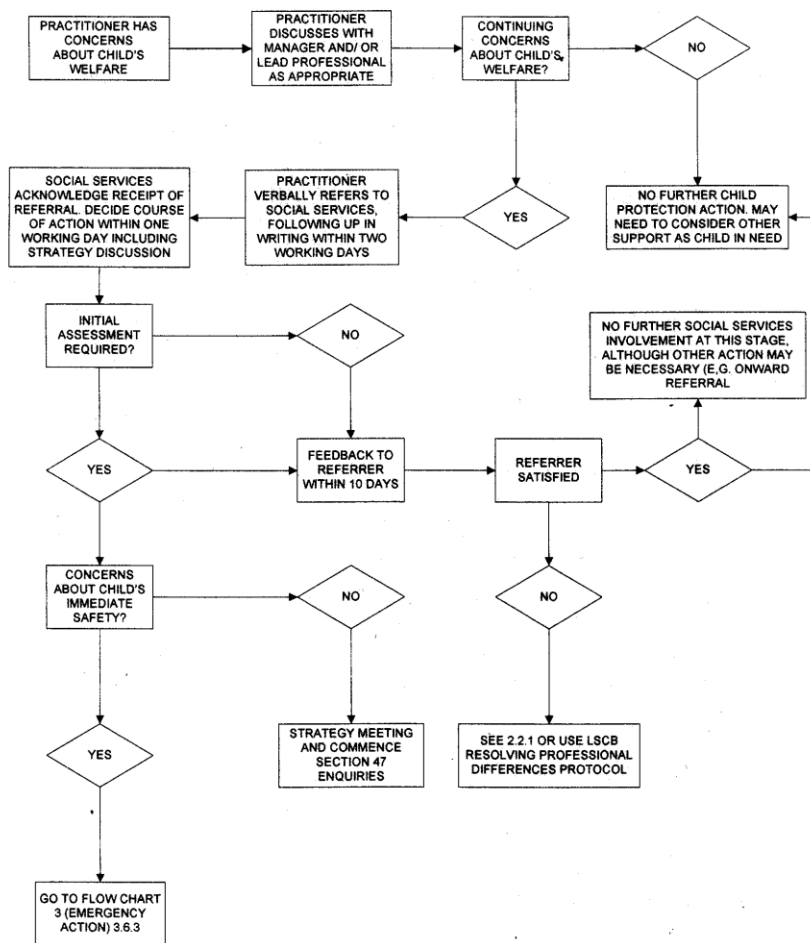 PRACTITIONER HAS
CONCERNS
ABOUT CHILD'S
WELFARE
PRACTITIONER
DISCUSSES WITH
MANAGER AND/ OR
LEAD PROFESSIONAL
AS APPROPRIATE
CONTINUING
CONCERNS
ABOUT CHILD'S
WELFARE?
NO
SOCIAL SERVICES
ACKNOWLEDGE RECEIPT OF
REFERRAL. DECIDE COURSE
OF ACTION WITHIN ONE
WORKING DAY INCLUDING
STRATEGY DISCUSSION
PRACTITIONER
VERBALLY REFERS TO
SOCIAL SERVICES,
FOLLOWING UP IN
WRITING WITHIN TWO
WORKING DAYS
YES
NO FURTHER CHILD
PROTECTION ACTION. MAY
NEED TO CONSIDER OTHER
SUPPORT AS CHILD IN NEED
INITIAL
ASSESSMENT
REQUIRED?
NO
NO FURTHER SOCIAL SERVICES
INVOLVEMENT AT THIS STAGE,
ALTHOUGH OTHER ACTION MAY
BE NECESSARY (E,G. ONWARD
REFERRAL
YES
FEEDBACK TO
REFERRER
WITHIN 10 DAYS
REFERRER
SATISFIED
YES
CONCERNS
ABOUT CHILD'S
IMMEDIATE
SAFETY?
NO
NO
YES
STRATEGY MEETING
AND COMMENCE
SECTION 47
ENQUIRIES
SEE 2.2.1 OR USE LSCB
RESOLVING PROFESSIONAL
DIFFERENCES PROTOCOL
GO TO FLOW CHART
3 (EMERGENCY
ACTION) 3.6.3